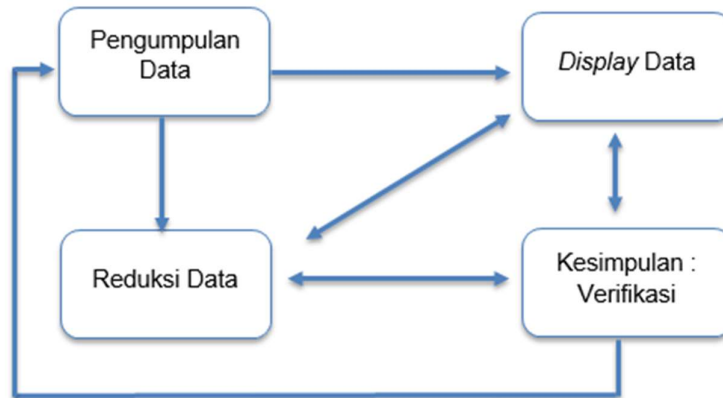 Pengumpulan
Data
Display Data
Reduksi Data
Kesimpulan :
Verifikasi